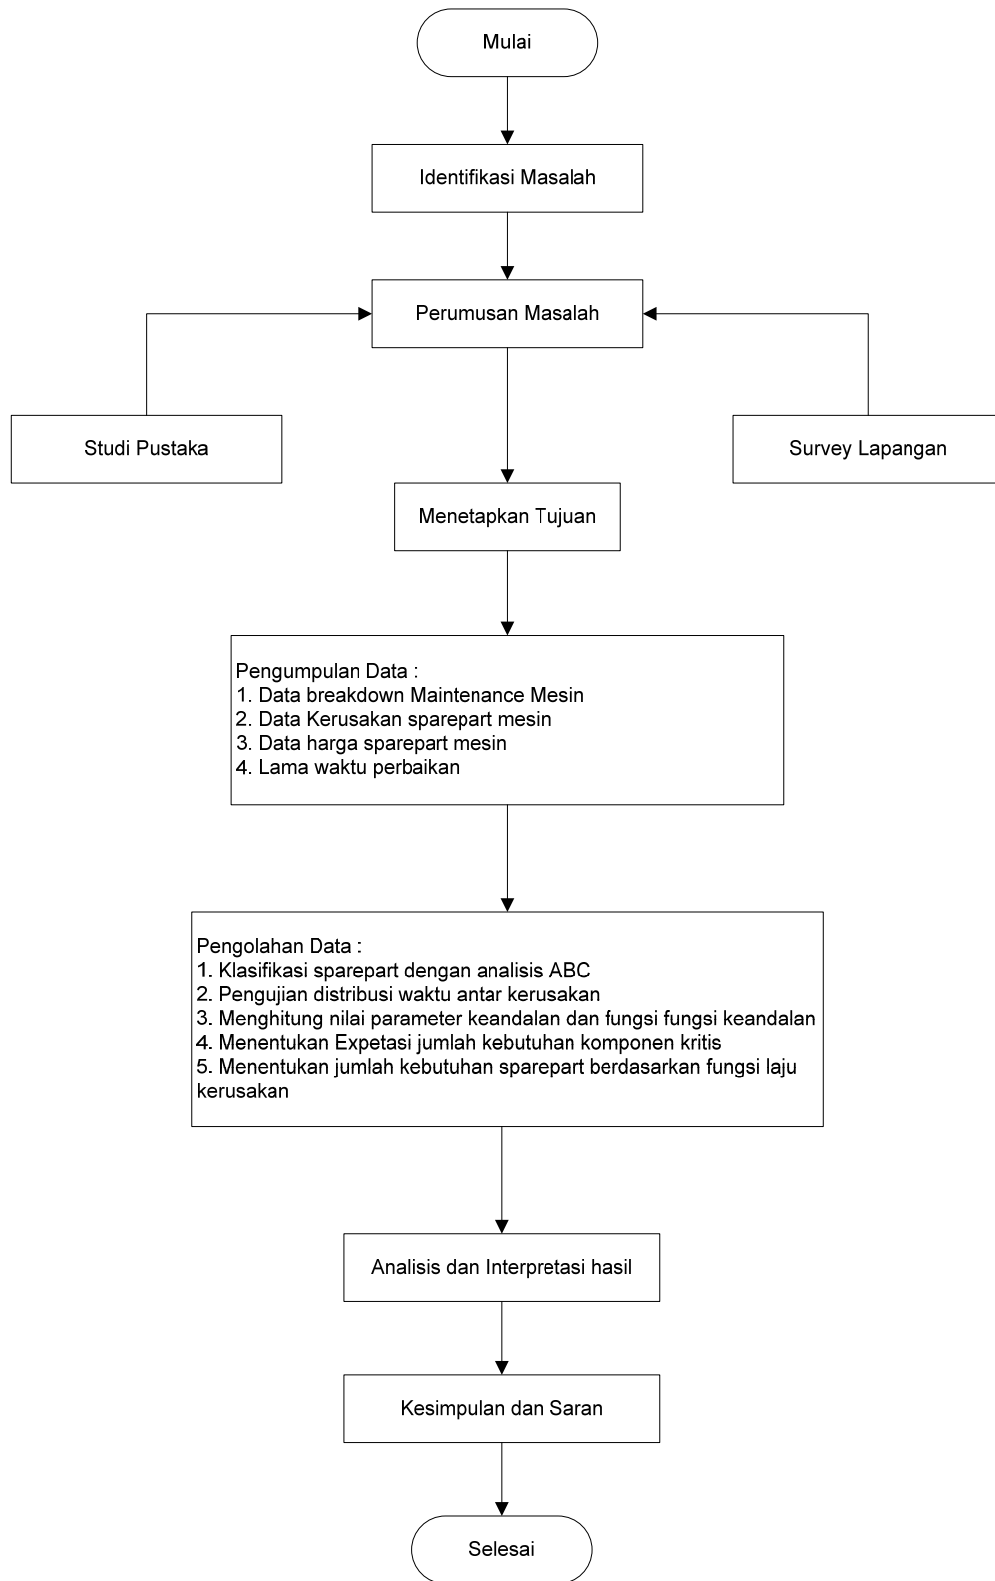 Mulai
Identifikasi Masalah
Perumusan Masalah
Studi Pustaka
Survey Lapangan
Menetapkan Tujuan
Pengumpulan Data :
1. Data breakdown Maintenance Mesin
2. Data Kerusakan sparepart mesin
3. Data harga sparepart mesin
4. Lama waktu perbaikan
Pengolahan Data :
1. Klasifikasi sparepart dengan analisis ABC
2. Pengujian distribusi waktu antar kerusakan
3. Menghitung nilai parameter keandalan dan fungsi fungsi keandalan
4. Menentukan Expetasi jumlah kebutuhan komponen kritis
5. Menentukan jumlah kebutuhan sparepart berdasarkan fungsi laju
kerusakan
Analisis dan Interpretasi hasil
Kesimpulan dan Saran
Selesai